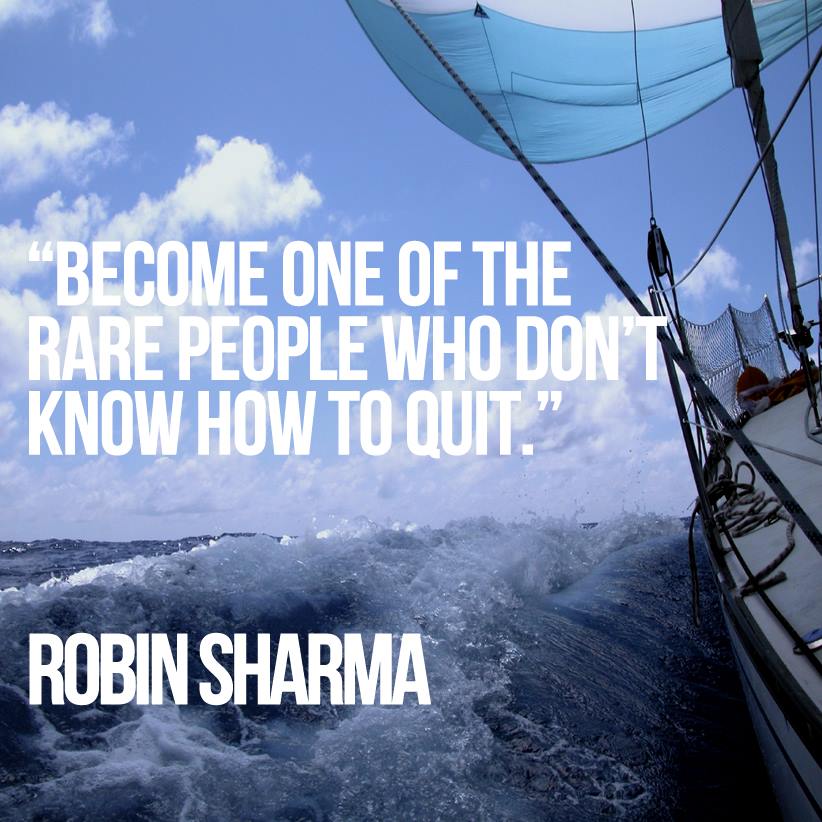 “BECOME ONE OF THE
RARE PEOPLE WHO DON’T
KNOW HOW TO QUIT.”
ROBIN SHARMA